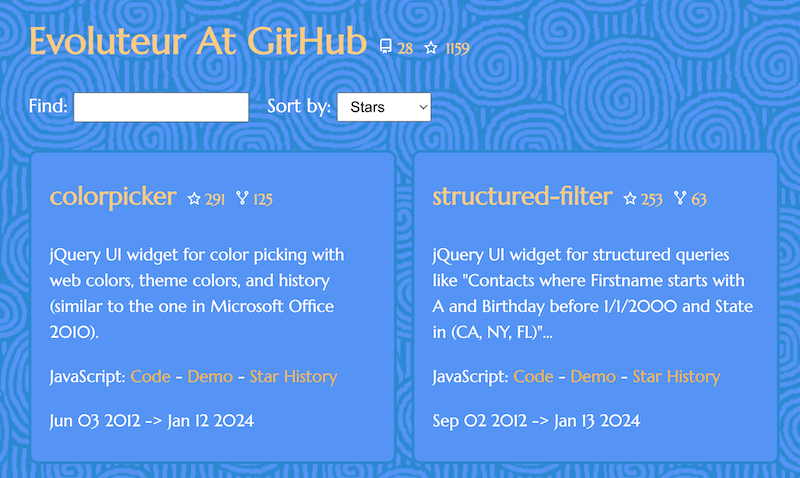 Evoluteur At GitHub 28 1159
Find: Sort by: Stars
colorpicker 291 125
jQuery UI widget for color picking with
web colors, theme colors, and history
(similar to the one in Microsoft Office
2010).
JavaScript: Code - Demo - Star History
Jun 03 2012 -> Jan 12 2024
structured-filter 253 63
jQuery UI widget for structured queries
like "Contacts where Firstname starts with
A and Birthday before 1/1/2000 and State
in (CA, NY, FL)"...
JavaScript: Code - Demo - Star History
Sep 02 2012 -> Jan 13 2024